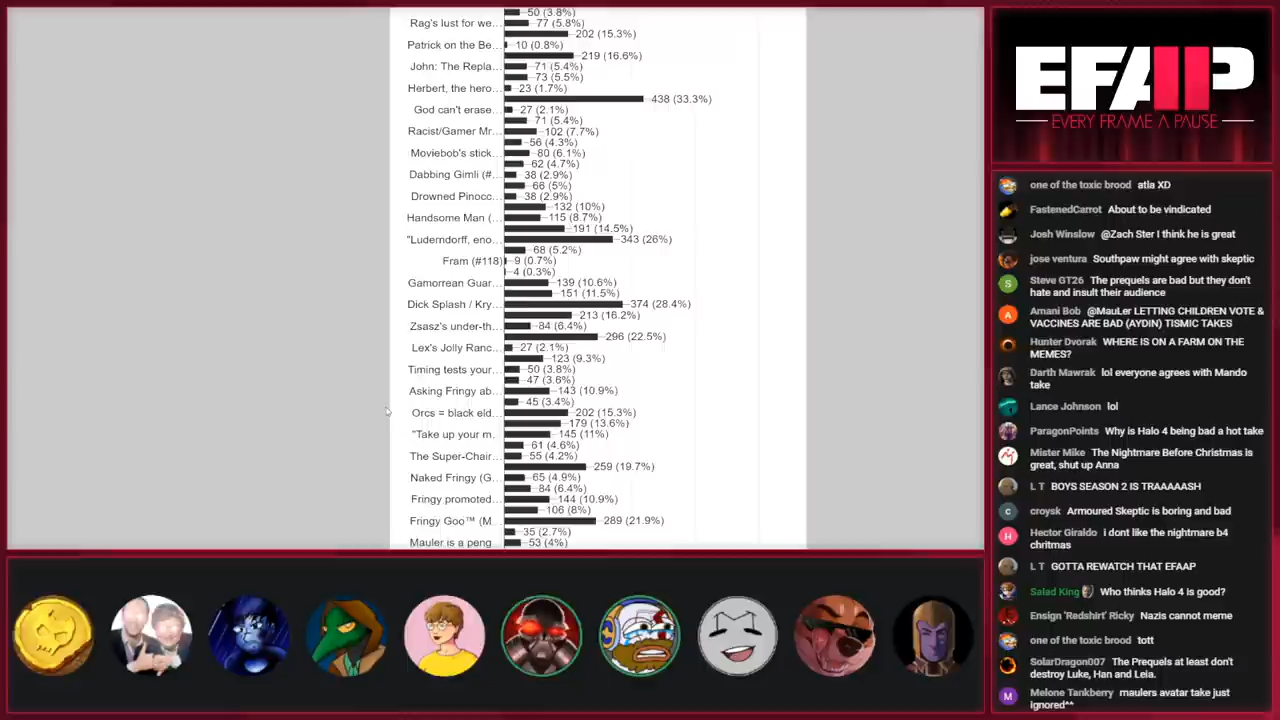 50 (3.8%)
Rag's lust for we...
77 (5.8%)
202 (15.3%)
Patrick on the Be...
10 (0.8%)
219 (16.6%)
John: The Repla...
71 (5.4%)
73 (5.5%)
Herbert, the hero...
23 (1.7%)
438 (33.3%)
God can't erase...
27 (2.1%)
71 (5.4%)
Racist/Gamer Mr...
102 (7.7%)
56 (4.3%)
Moviebob's stick...
80 (6.1%)
62 (4.7%)
Dabbing Gimli (#...
38 (2.9%)
66 (5%)
Drowned Pinocc...
38 (2.9%)
132 (10%)
Handsome Man (...
115 (8.7%)
191 (14.5%)
"Luderndorff, eno...
343 (26%)
68 (5.2%)
Fram (#118)
9 (0.7%)
4 (0.3%)
Gamorrean Guar...
139 (10.6%)
151 (11.5%)
Dick Splash / Kry...
374 (28.4%)
213 (16.2%)
Zsasz's under-th...
84 (6.4%)
296 (22.5%)
Lex's Jolly Ranc...
27 (2.1%)
123 (9.3%)
Timing tests your...
50 (3.8%)
47 (3.6%)
Asking Fringy ab...
143 (10.9%)
45 (3.4%)
Orcs = black eld...
202 (15.3%)
179 (13.6%)
"Take up your m...
145 (11%)
61 (4.6%)
The Super-Chair...
55 (4.2%)
259 (19.7%)
Naked Fringy (G...
65 (4.9%)
84 (6.4%)
Fringy promoted...
144 (10.9%)
106 (8%)
Fringy Goo™ (M...
289 (21.9%)
35 (2.7%)
Mauler is a peng...
53 (4%)
EFAP
EVERY FRAME A PAUSE
one of the toxic brood atla XD
FastenedCarrot About to be vindicated
Josh Winslow @Zach Ster I think he is great
jose ventura Southpaw might agree with skeptic
Steve GT26 The prequels are bad but they don't
hate and insult their audience
Amani Bob @MauLer LETTING CHILDREN VOTE &
VACCINES ARE BAD (AYDIN) TISMIC TAKES
Hunter Dvorak WHERE IS ON A FARM ON THE
MEMES?
Darth Mawrak lol everyone agrees with Mando
take
Lance Johnson lol
ParagonPoints Why is Halo 4 being bad a hot take
Mister Mike The Nightmare Before Christmas is
great, shut up Anna
L T BOYS SEASON 2 IS TRAAAAASH
croysk Armoured Skeptic is boring and bad
Hector Giraldo i dont like the nightmare b4
chritmas
L T GOTTA REWATCH THAT EFAAP
Salad King Who thinks Halo 4 is good?
Ensign 'Redshirt' Ricky Nazis cannot meme
one of the toxic brood tott
SolarDragon007 The Prequels at least don't
destroy Luke, Han and Leia.
Melone Tankberry maulers avatar take just
ignored^^